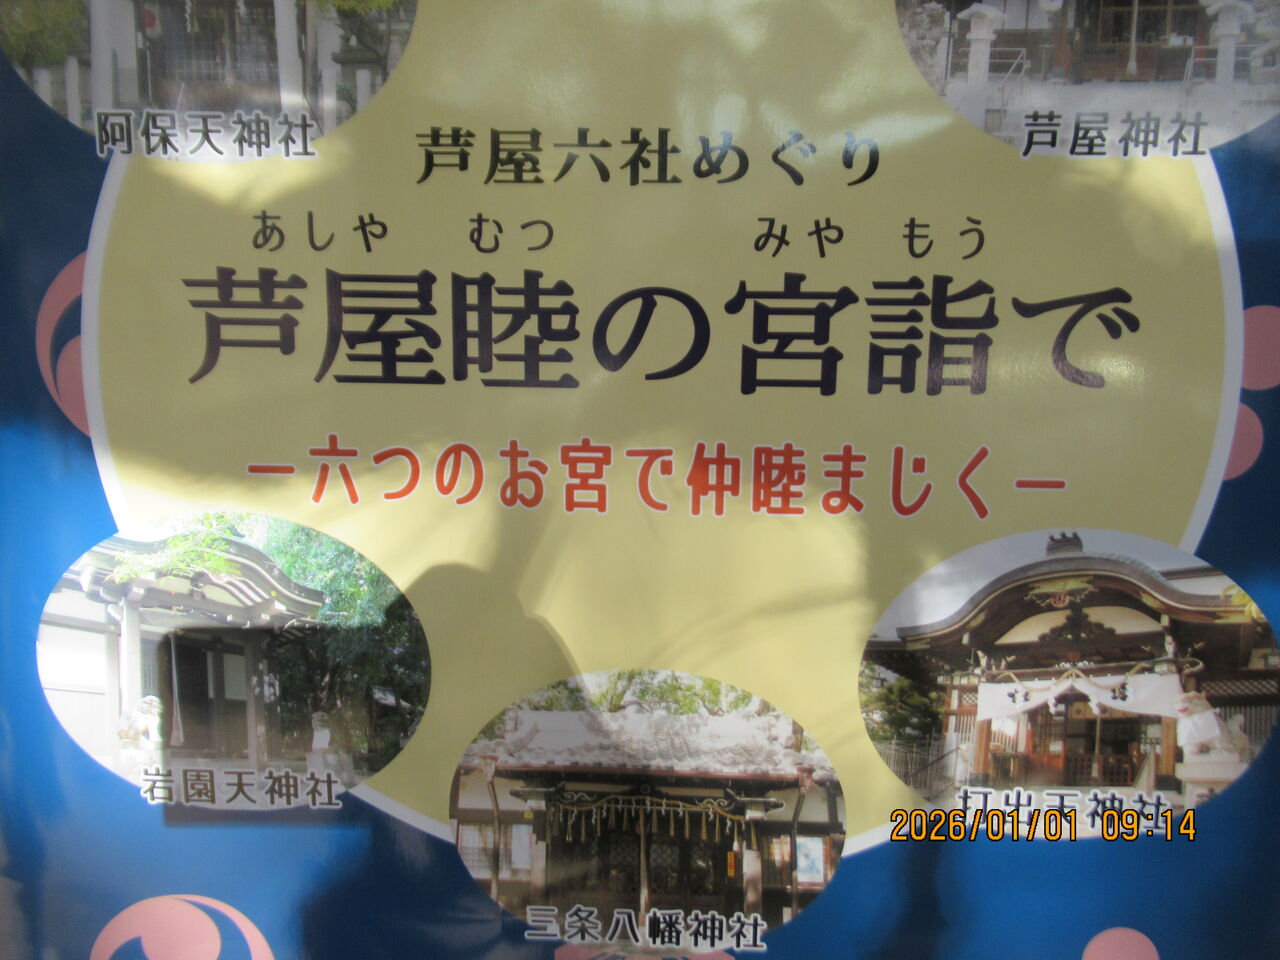 阿保天神社
芦屋神社
芦屋六社めぐり
あしや むつ みや もう
芦屋睦の宮詣で
－六つのお宮で仲睦まじく－
岩園天神社
打出天神社
三条八幡神社
2026/01/01 09:14